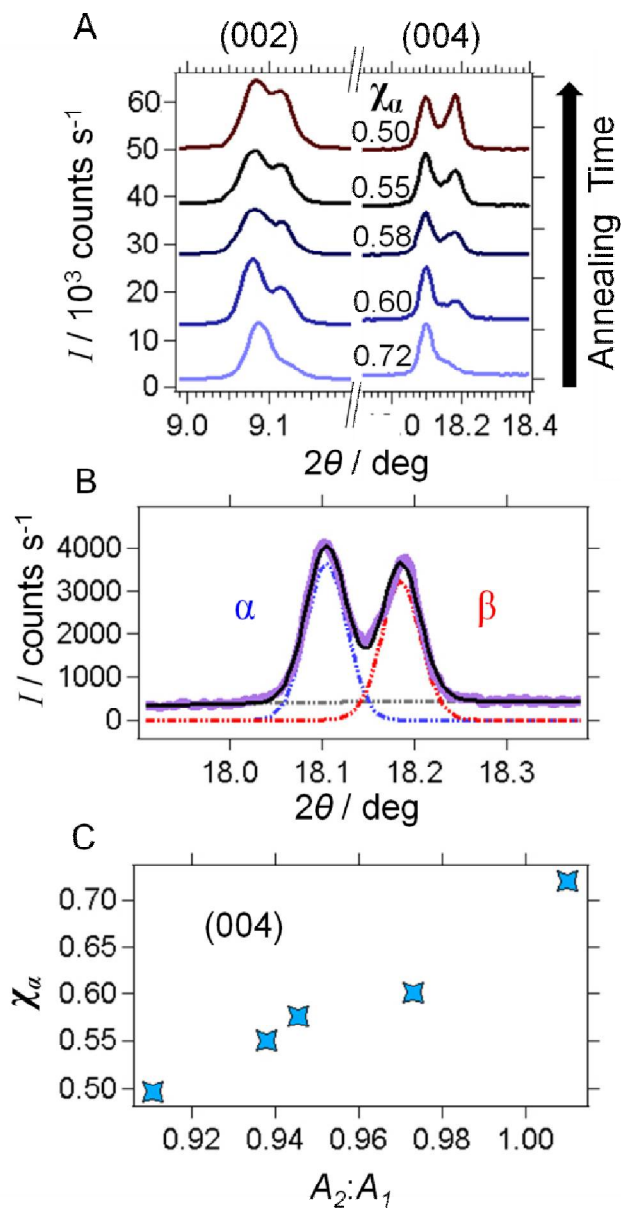 A
(002) (004)
I / 10³ counts s⁻¹
60
50
40
30
20
10
0
χα
0.50
0.55
0.58
0.60
0.72
Annealing Time
9.0 9.1 .0 18.2 18.4
2θ / deg
B
I / counts s⁻¹
4000
3000
2000
1000
0
α β
18.0 18.1 18.2 18.3
2θ / deg
C
χα
0.70
0.65
0.60
0.55
0.50
(004)
0.92 0.94 0.96 0.98 1.00
A₂:A₁